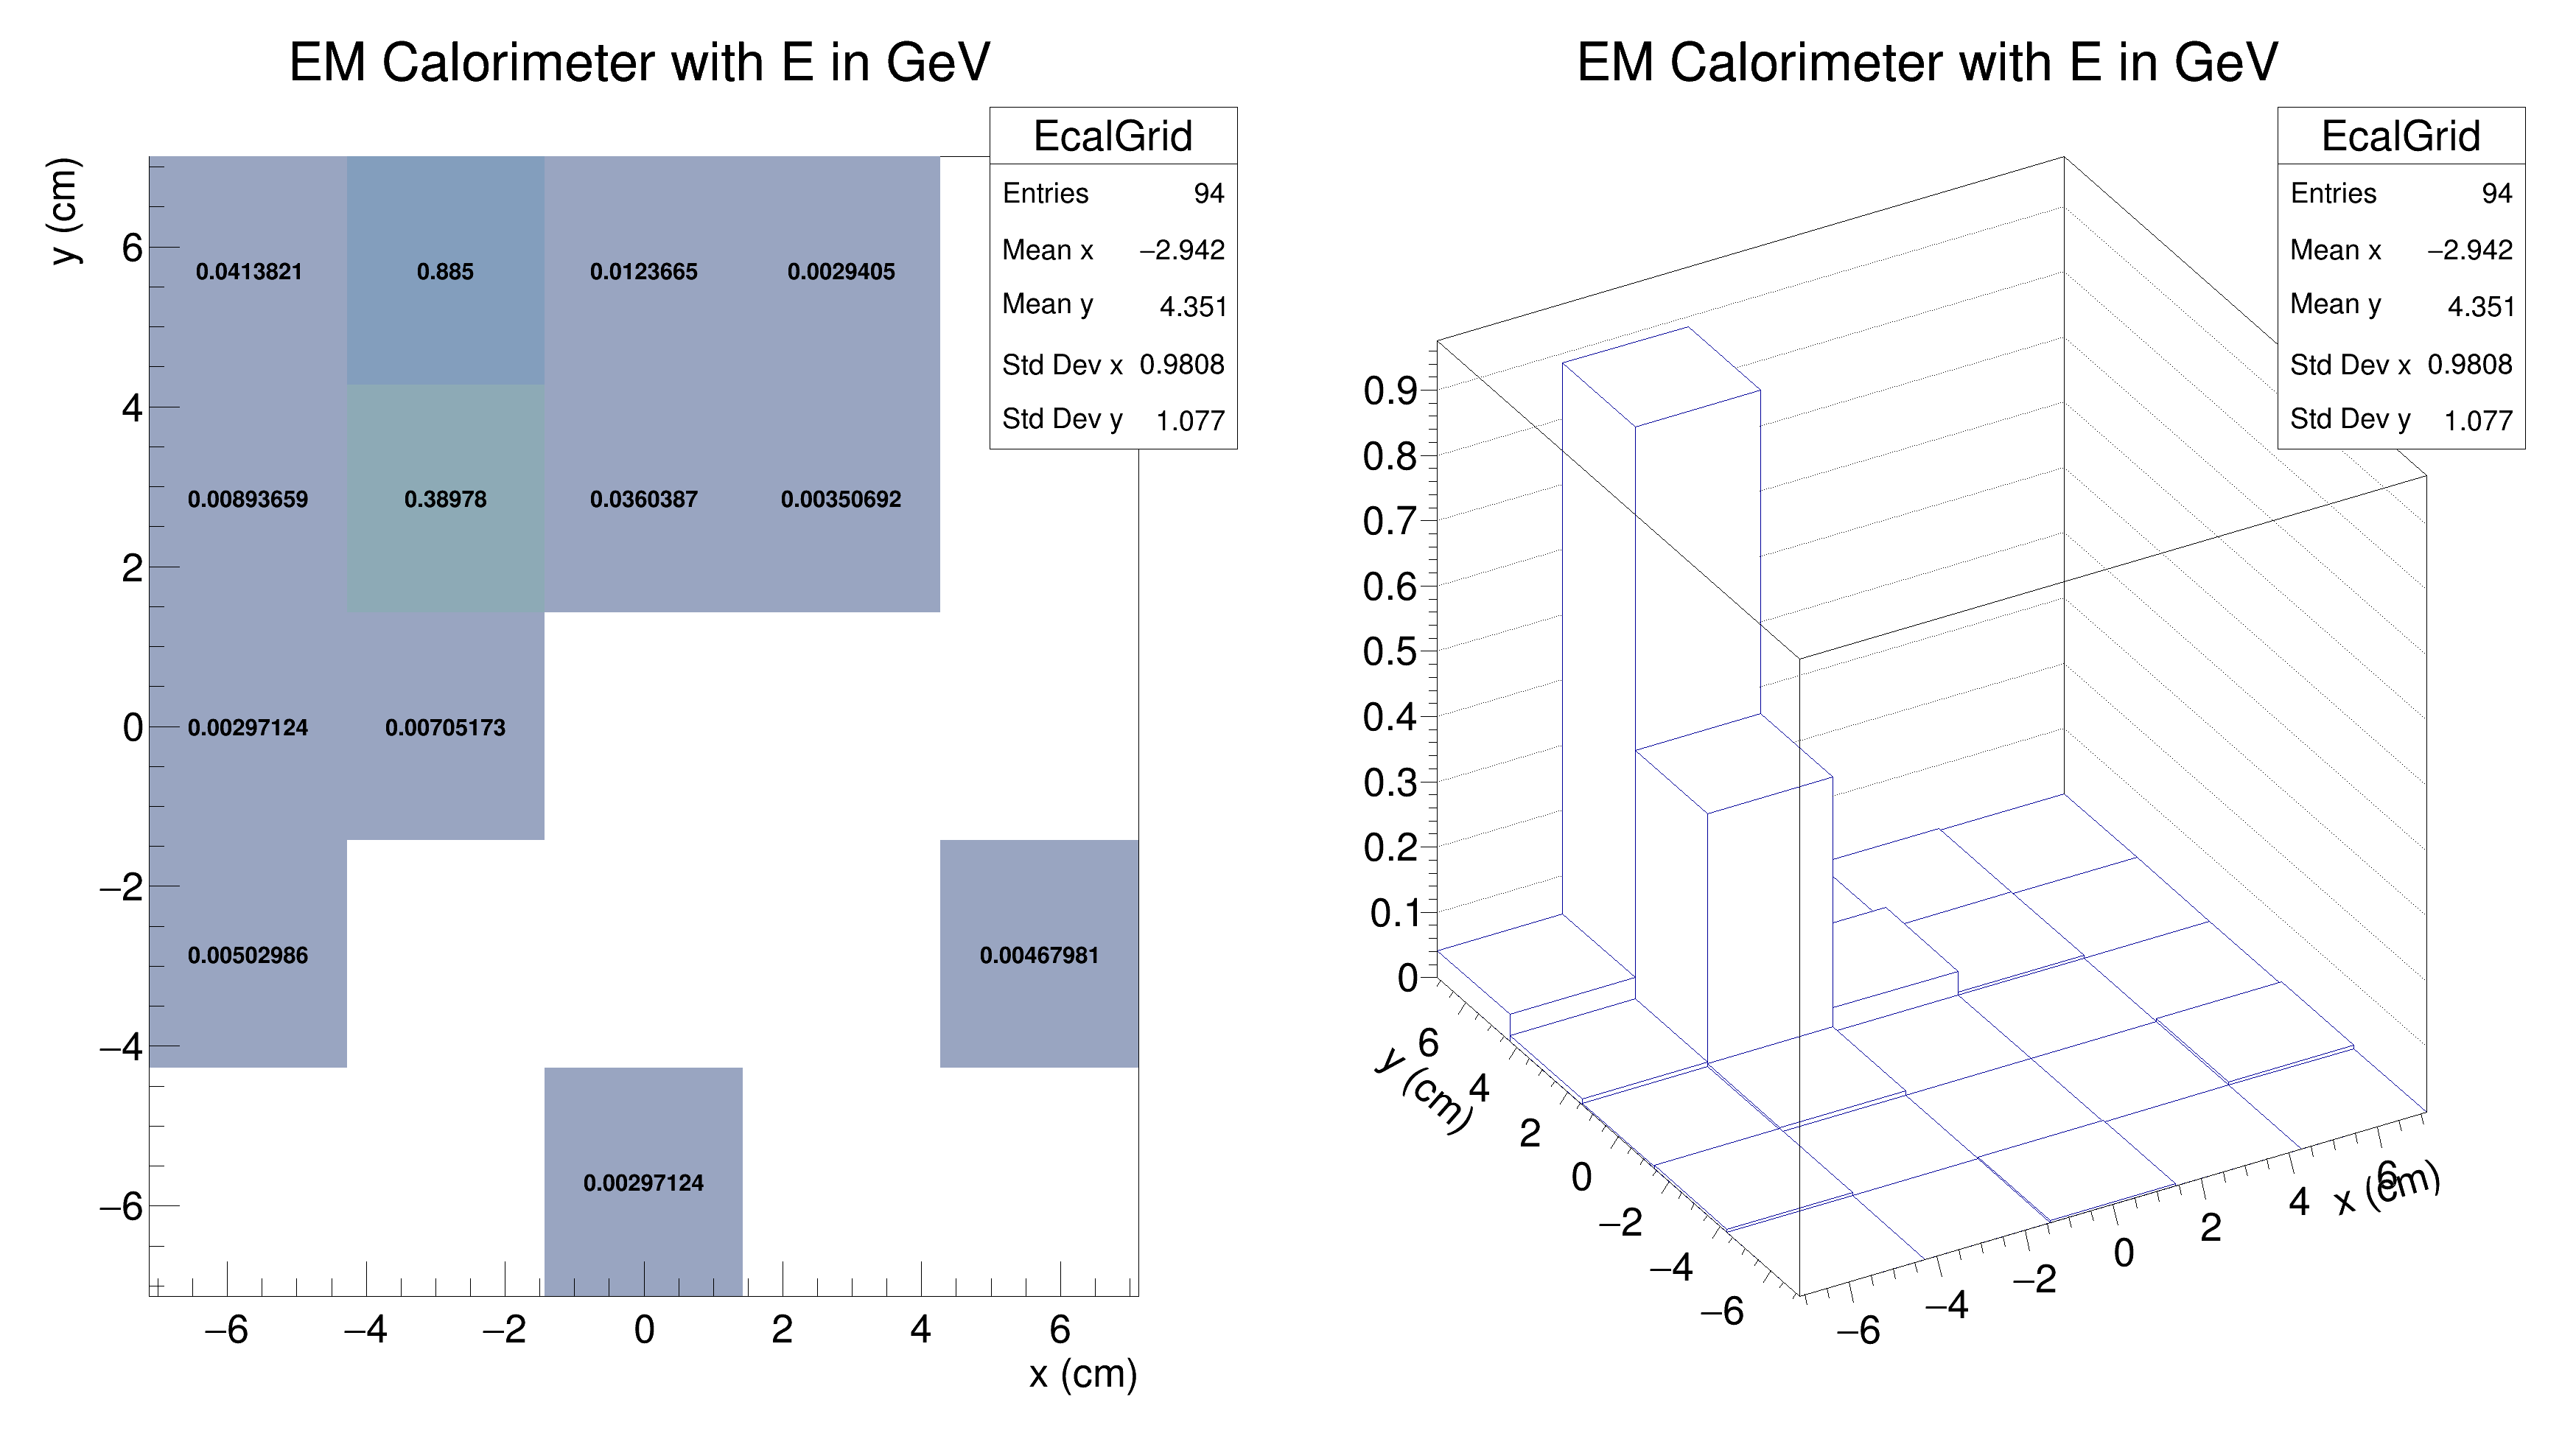 EM Calorimeter with E in GeV
EcalGrid
Entries 94
Mean x −2.942
Mean y 4.351
Std Dev x 0.9808
Std Dev y 1.077
y (cm)
6
4
2
0
−2
−4
−6
0.0413821 0.885 0.0123665 0.0029405
0.00893659 0.38978 0.0360387 0.00350692
0.00297124 0.00705173
0.00502986 0.00467981
0.00297124
−6 −4 −2 0 2 4 6
x (cm)
EM Calorimeter with E in GeV
EcalGrid
Entries 94
Mean x −2.942
Mean y 4.351
Std Dev x 0.9808
Std Dev y 1.077
0.9
0.8
0.7
0.6
0.5
0.4
0.3
0.2
0.1
0
y (cm)
6
4
2
0
−2
−4
−6
−6 −4 −2 0 2 4 6
x (cm)